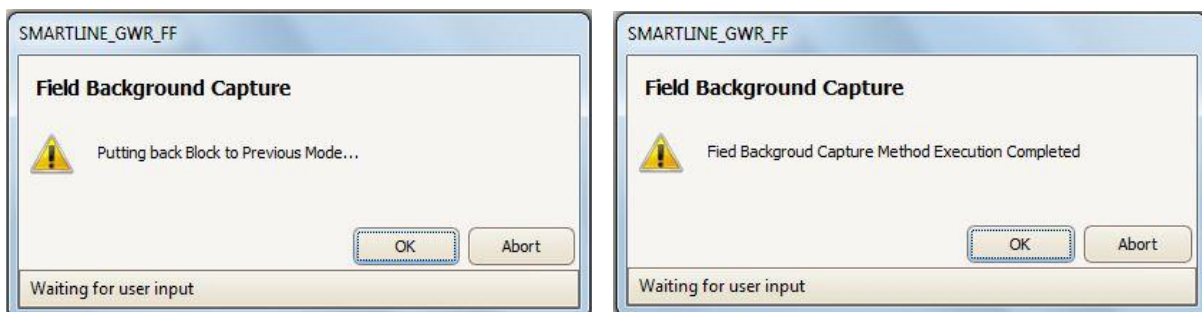 SMARTLINE_GWR_FF
Field Background Capture
Putting back Block to Previous Mode...
OK
Abort
Waiting for user input
SMARTLINE_GWR_FF
Field Background Capture
Fied Backgroud Capture Method Execution Completed
OK
Abort
Waiting for user input